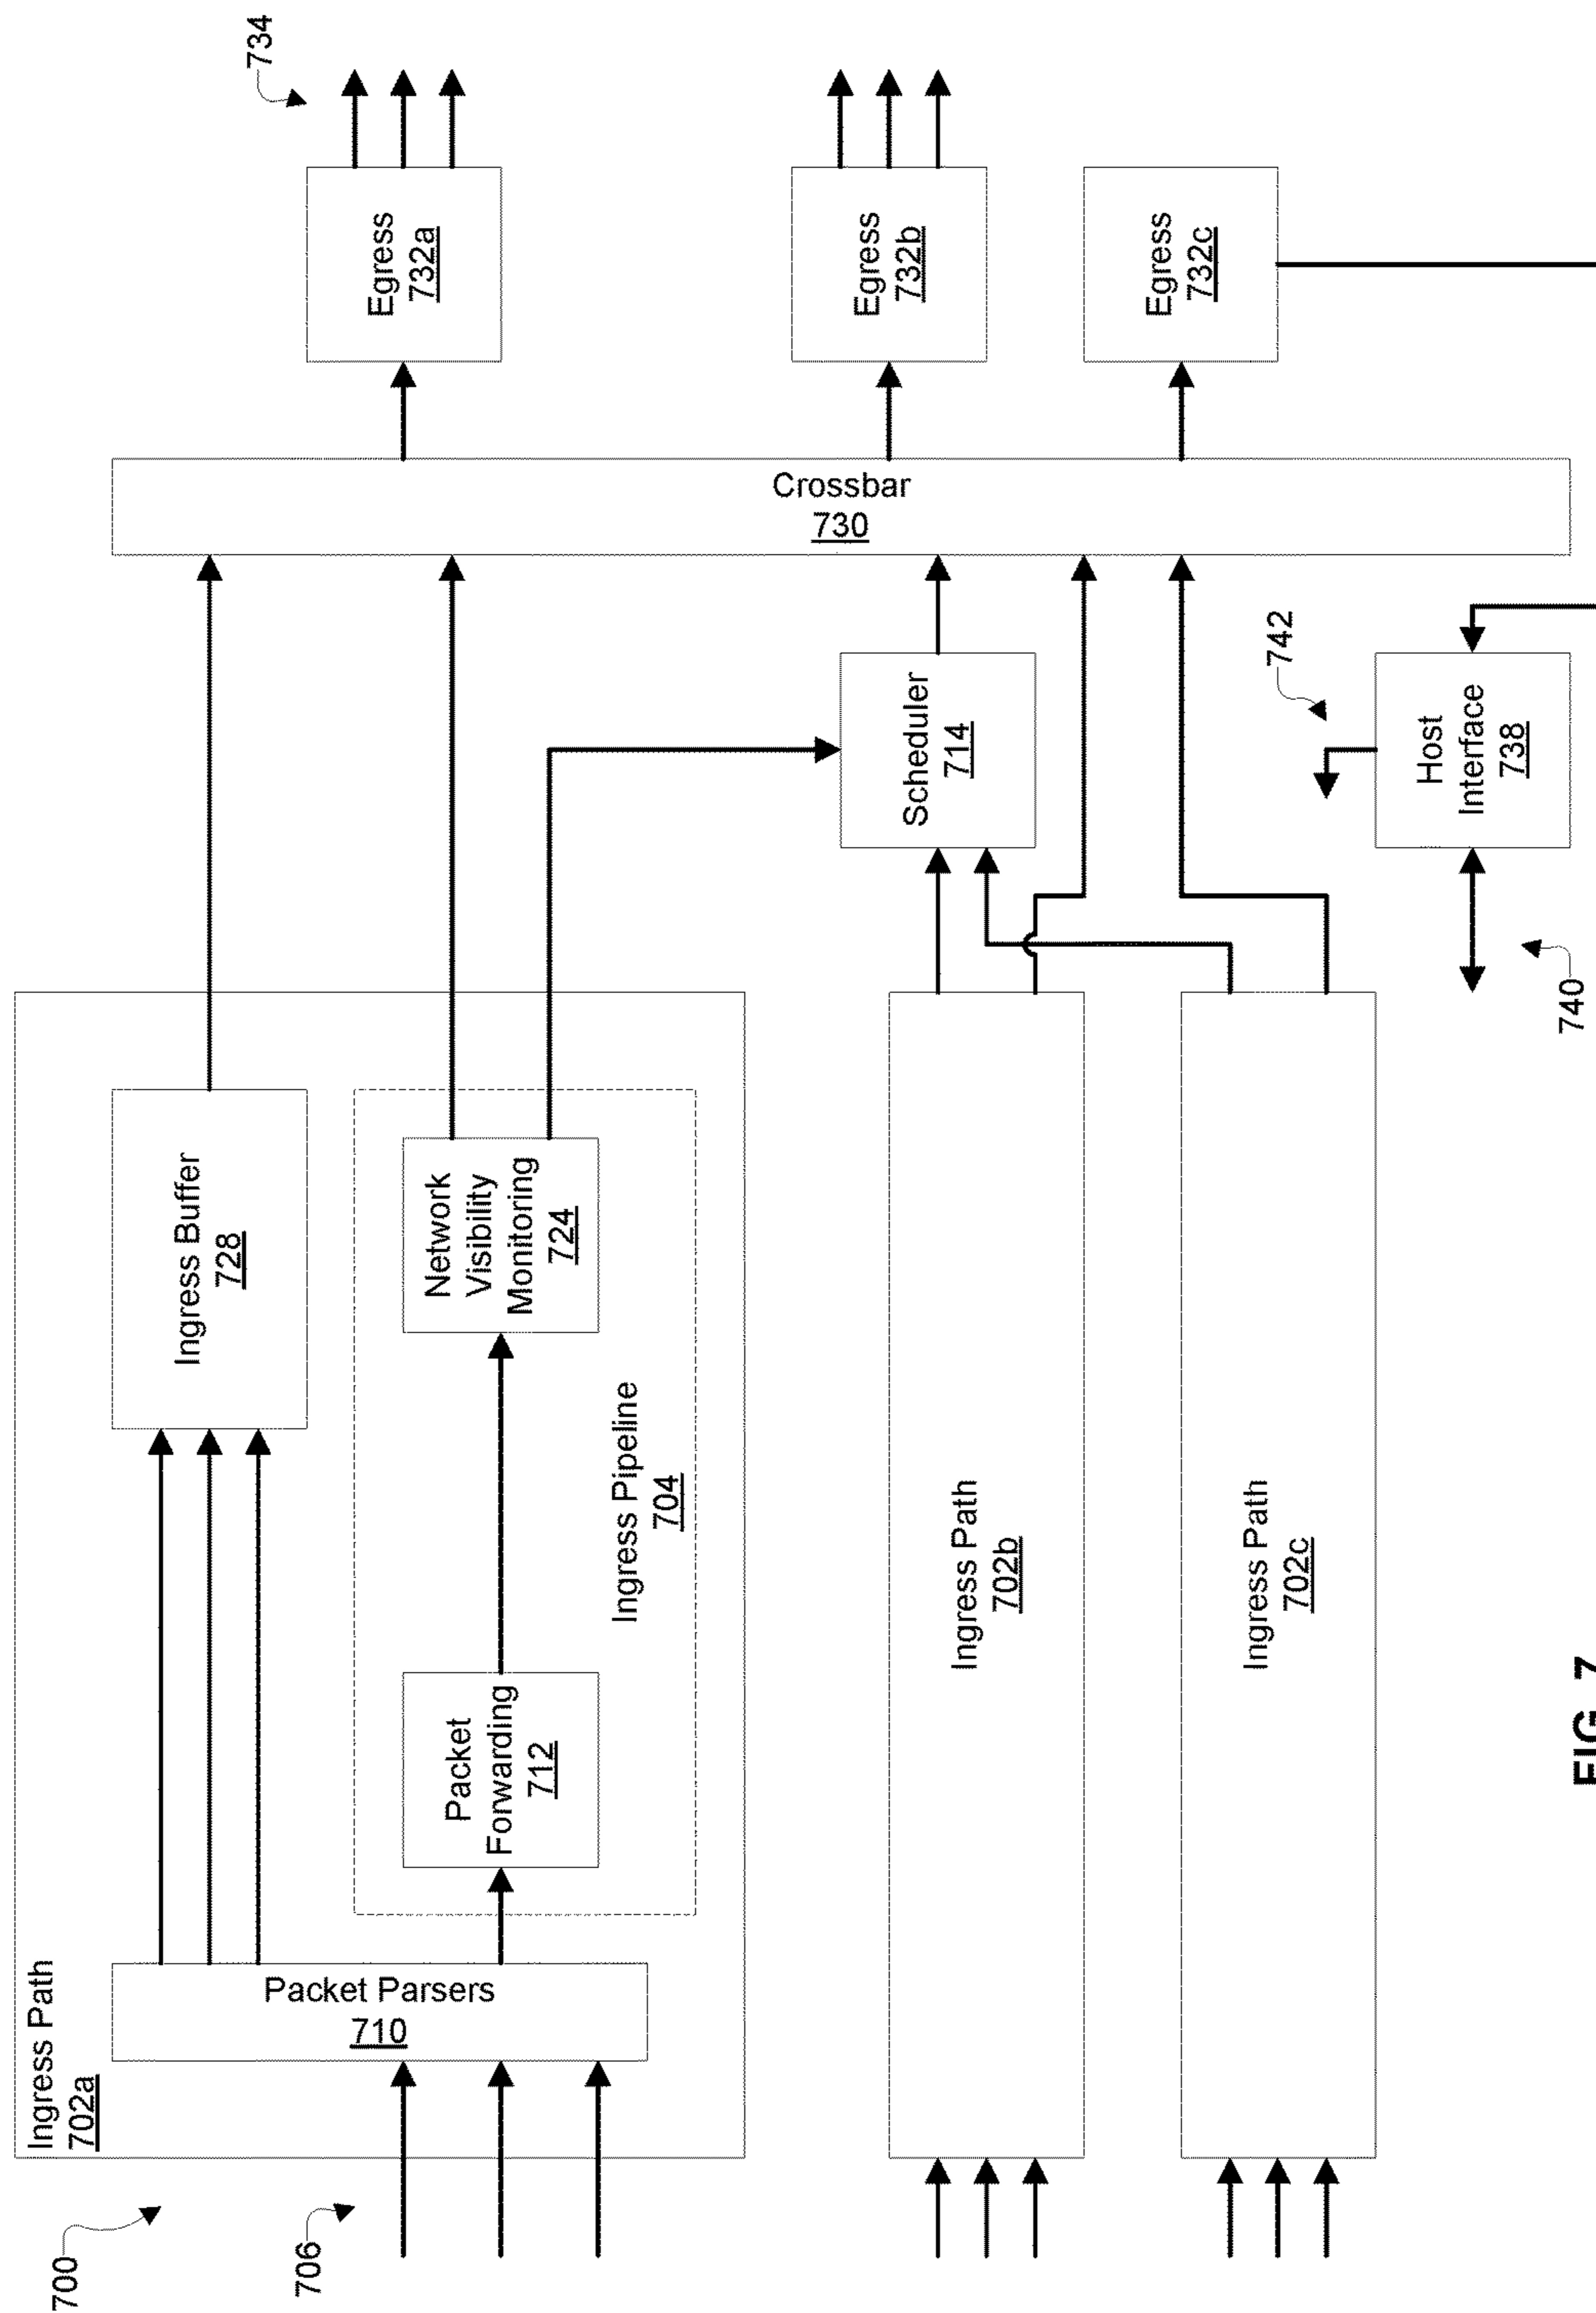 700
706
Ingress Path
702a
Packet Parsers
710
Ingress Buffer
728
Packet
Forwarding
712
Network
Visibility
Monitoring
724
Ingress Pipeline
704
Ingress Path
702b
Ingress Path
702c
Scheduler
714
Host
Interface
738
740
742
Crossbar
730
Egress
732a
734
Egress
732b
Egress
732c
FIG. 7